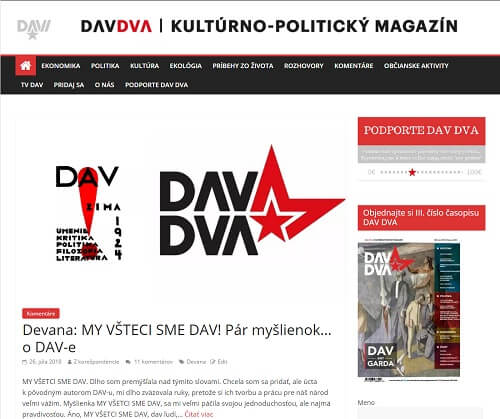 DAV
DAVDVA | KULTÚRNO-POLITICKÝ MAGAZÍN
EKONOMIKA POLITIKA KULTÚRA EKOLÓGIA PRÍBEHY ZO ŽIVOTA ROZHOVORY KOMENTÁRE OBČIANSKE AKTIVITY
TV DAV PRIDAJ SA O NÁS PODPORTE DAV DVA
DAV
ZIMA
1924
UMENIE
KRITIKA
POLITIKA
FILOZOFIA
LITERATURA
DAV
DVA
Komentáre
Devana: MY VŠTECI SME DAV! Pár myšlienok…
o DAV-e
26. júla 2018 Z korešpondencie 11 komentárov Devana Edit
MY VŠETCI SME DAV. Dlho som premýšľala nad týmito slovami. Chcela som sa pridať, ale úcta
k pôvodným autorom DAV-u, mi dlho zväzovala ruky, pretože si ich tvorbu a prácu pre náš národ
veľmi vážim. Myšlienka MY VŠETCI SME DAV, sa mi veľmi páčila svojou jednoduchosťou, ale najmä
pravdivosťou. Áno, MY VŠETCI SME DAV, dav ľudí,... Čítať viac
PODPORTE DAV DVA
0€ 100€
Objednajte si III. číslo časopisu
DAV DVA
DAV
DVA
DAV
GARDA
Meno